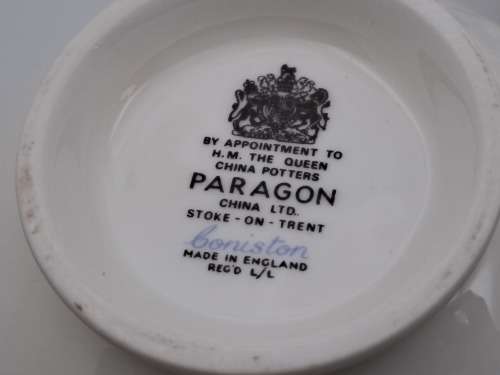 BY APPOINTMENT TO
H.M. THE QUEEN
CHINA POTTERS
PARAGON
CHINA LTD.
STOKE-ON-TRENT
Coniston
MADE IN ENGLAND
REG'D L/L